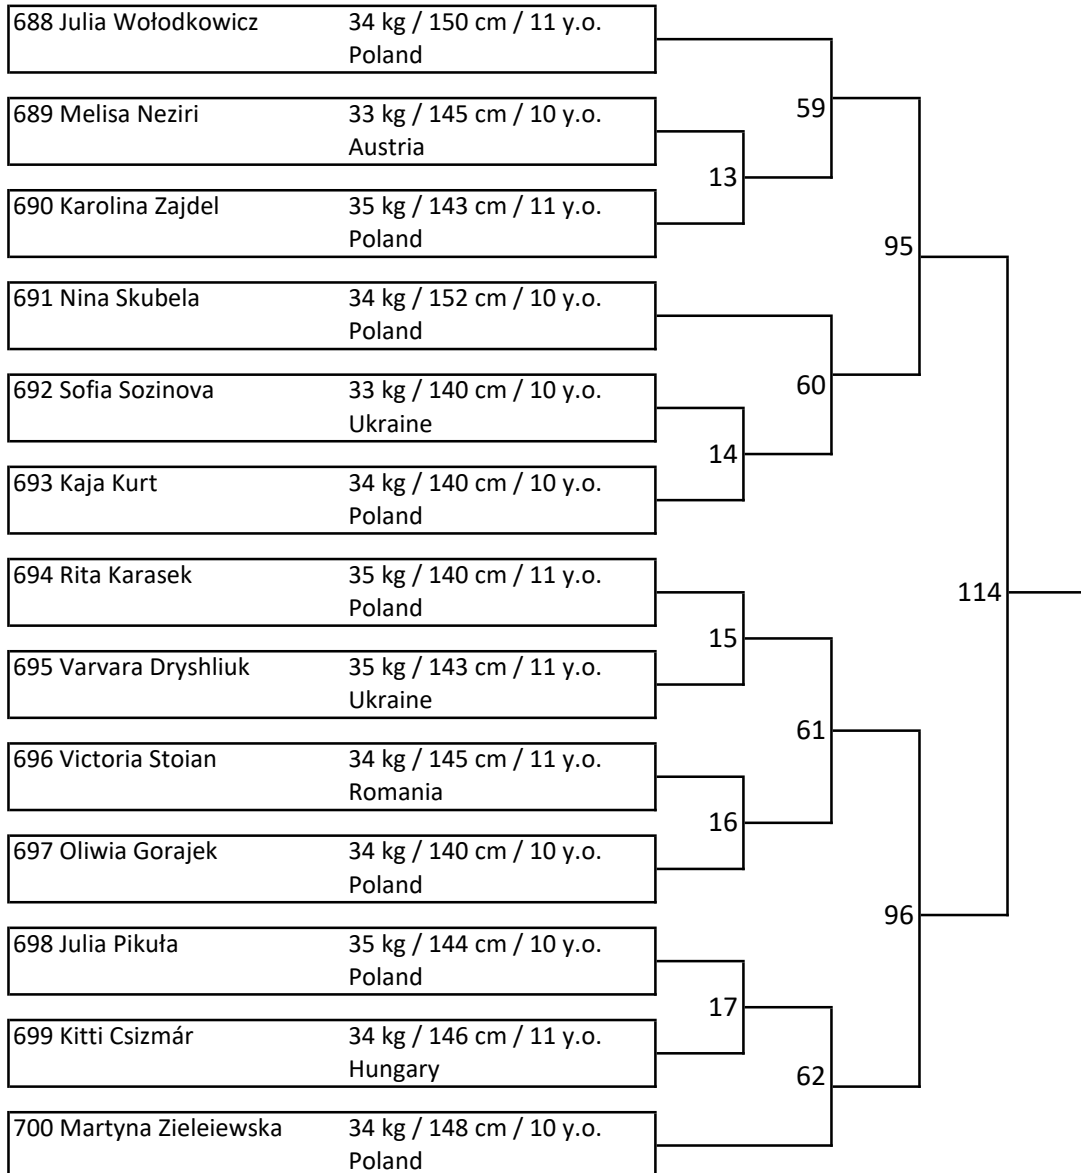 688 Julia Wołodkowicz 34 kg / 150 cm / 11 y.o.
Poland
59
689 Melisa Neziri 33 kg / 145 cm / 10 y.o.
Austria
13
690 Karolina Zajdel 35 kg / 143 cm / 11 y.o.
Poland
95
691 Nina Skubela 34 kg / 152 cm / 10 y.o.
Poland
60
692 Sofia Sozinova 33 kg / 140 cm / 10 y.o.
Ukraine
14
693 Kaja Kurt 34 kg / 140 cm / 10 y.o.
Poland
694 Rita Karasek 35 kg / 140 cm / 11 y.o.
Poland
114
15
695 Varvara Dryshliuk 35 kg / 143 cm / 11 y.o.
Ukraine
61
696 Victoria Stoian 34 kg / 145 cm / 11 y.o.
Romania
16
697 Oliwia Gorajek 34 kg / 140 cm / 10 y.o.
Poland
96
698 Julia Pikuła 35 kg / 144 cm / 10 y.o.
Poland
17
699 Kitti Csizmár 34 kg / 146 cm / 11 y.o.
Hungary
62
700 Martyna Zieleiewska 34 kg / 148 cm / 10 y.o.
Poland